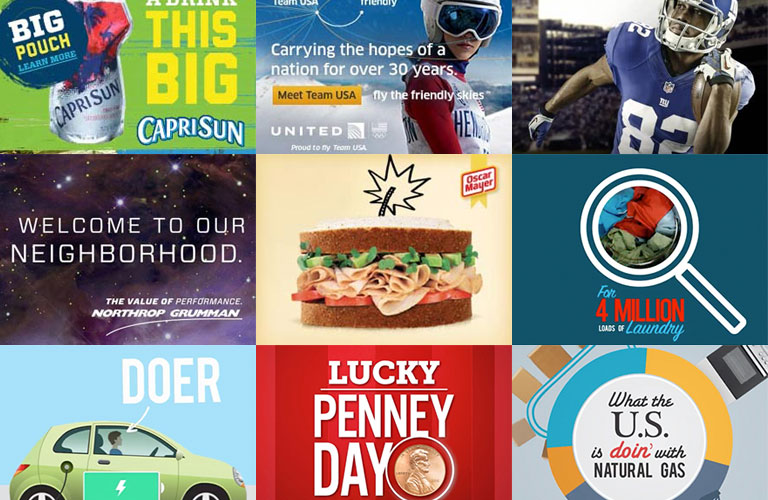 BIG
POUCH
LEARN MORE
A DRINK
THIS
BIG
CAPRISUN
CAPRISUN
Team USA
friendly
Carrying the hopes of a
nation for over 30 years.
Meet Team USA
fly the friendly skies
UNITED
Proud to fly Team USA.
NY
82
WELCOME TO OUR
NEIGHBORHOOD.
THE VALUE OF PERFORMANCE.
NORTHROP GRUMMAN
Oscar
Mayer
For
4 MILLION
LOADS OF Laundry
DOER
LUCKY
PENNEY
DAY
What the
U.S.
is doin' with
NATURAL GAS